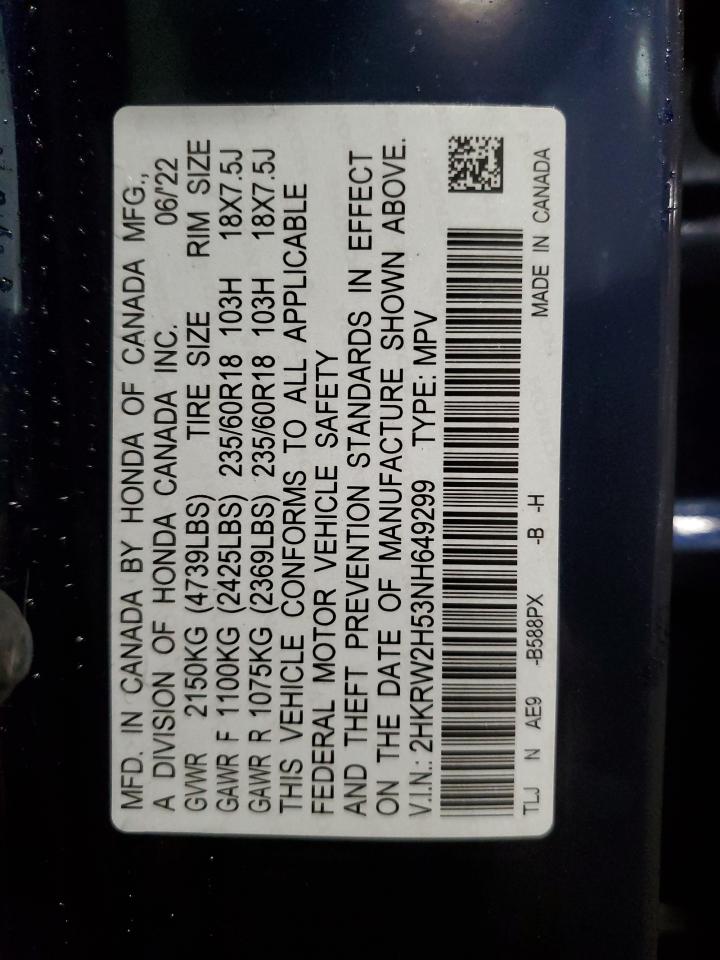 MFD. IN CANADA BY HONDA OF CANADA MFG.,
A DIVISION OF HONDA CANADA INC. 06/'22
GVWR 2150KG (4739LBS) TIRE SIZE RIM SIZE
GAWR F 1100KG (2425LBS) 235/60R18 103H 18X7.5J
GAWR R 1075KG (2369LBS) 235/60R18 103H 18X7.5J
THIS VEHICLE CONFORMS TO ALL APPLICABLE
FEDERAL MOTOR VEHICLE SAFETY
AND THEFT PREVENTION STANDARDS IN EFFECT
ON THE DATE OF MANUFACTURE SHOWN ABOVE.
V.I.N.: 2HKRW2H53NH649299 TYPE: MPV
TLJ N AE9 -B588PX -B -H MADE IN CANADA